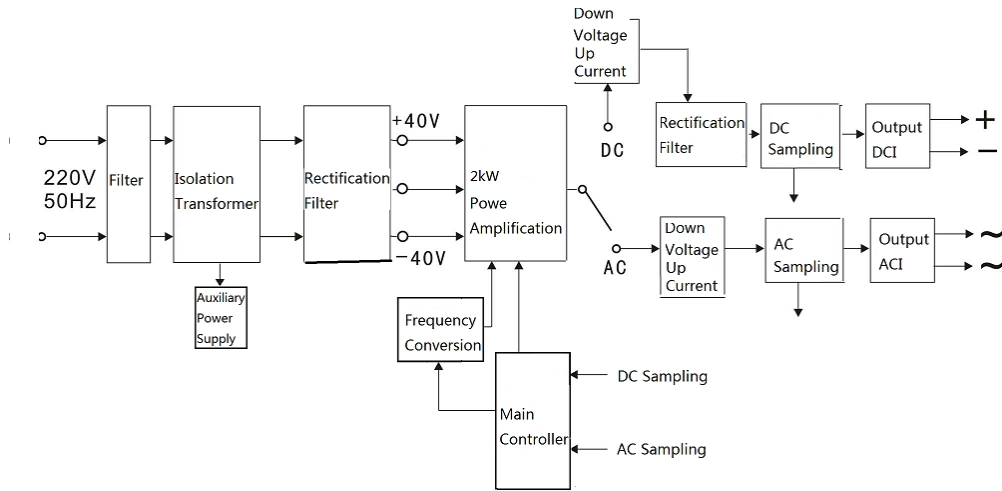 220V
50Hz
Filter
Isolation
Transformer
Auxiliary
Power
Supply
Rectification
Filter
+40V
−40V
2kW
Powe
Amplification
Frequency
Conversion
Main
Controller
DC Sampling
AC Sampling
DC
AC
Down
Voltage
Up
Current
Rectification
Filter
DC
Sampling
Output
DCI
+
−
Down
Voltage
Up
Current
AC
Sampling
Output
ACI
~
~